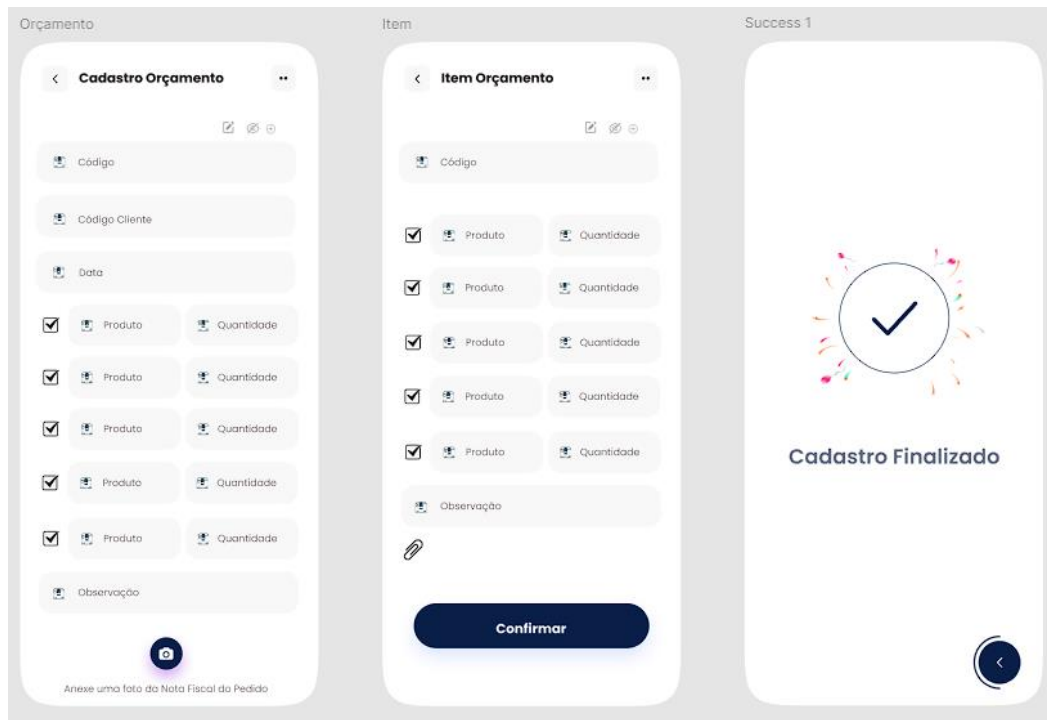 Orçamento
Cadastro Orçamento
Código
Código Cliente
Data
Produto Quantidade
Produto Quantidade
Produto Quantidade
Produto Quantidade
Produto Quantidade
Observação
Anexe uma foto da Nota Fiscal do Pedido
Item
Item Orçamento
Código
Produto Quantidade
Produto Quantidade
Produto Quantidade
Produto Quantidade
Produto Quantidade
Observação
Confirmar
Success 1
Cadastro Finalizado